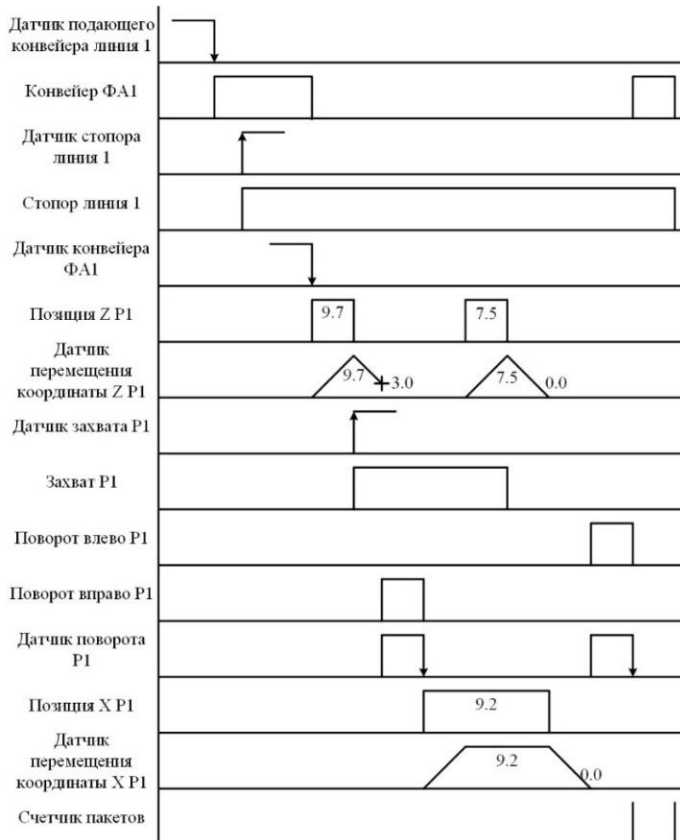 Датчик подающего
конвейера линия 1
Конвейер ФА1
Датчик стопора
линия 1
Стопор линия 1
Датчик конвейера
ФА1
Позиция Z P1
9.7
7.5
Датчик
перемещения
координаты Z P1
9.7
3.0
7.5
0.0
Датчик захвата P1
Захват P1
Поворот влево P1
Поворот вправо P1
Датчик поворота
P1
Позиция X P1
9.2
Датчик
перемещения
координаты X P1
9.2
0.0
Счетчик пакетов